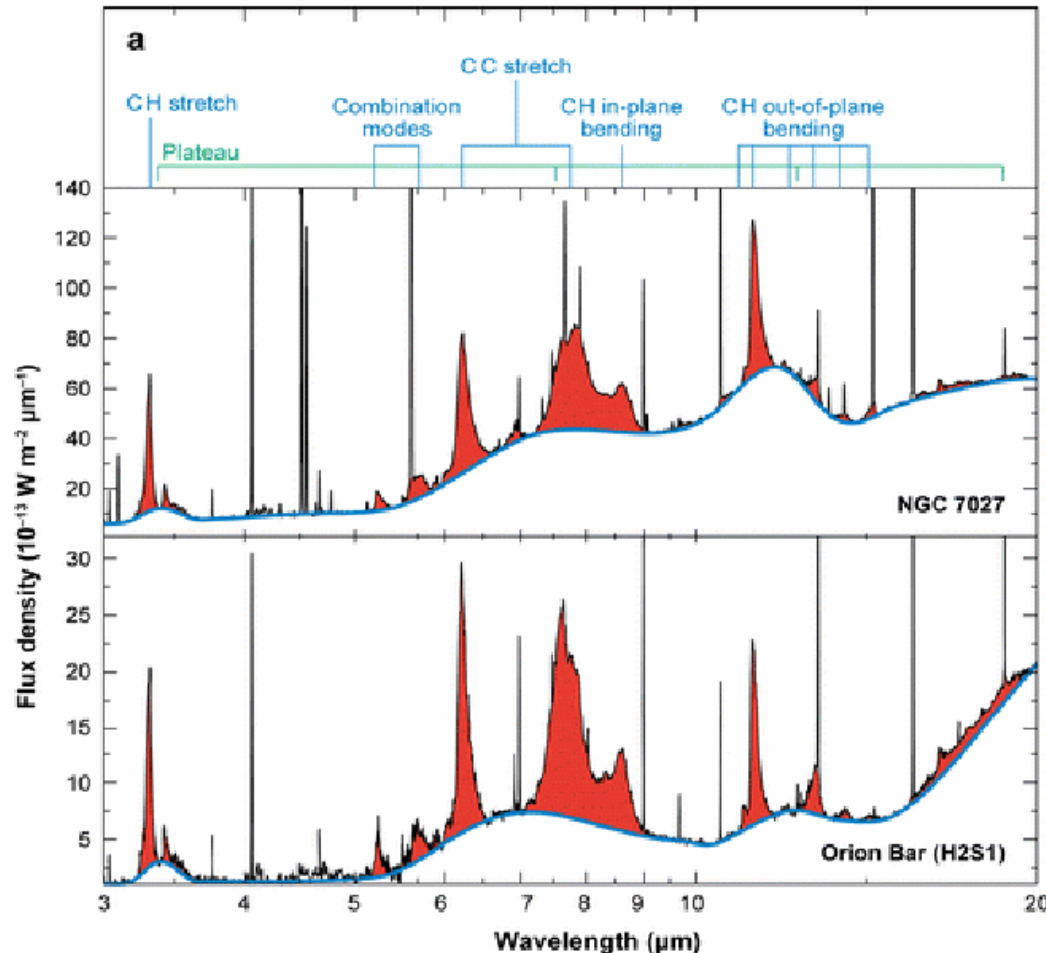 a
CC stretch
CH stretch
Combination
modes
CH in-plane
bending
CH out-of-plane
bending
Plateau
140
120
100
80
60
40
20
NGC 7027
Flux density (10⁻¹³ W m⁻² μm⁻¹)
30
25
20
15
10
5
Orion Bar (H2S1)
3 4 5 6 7 8 9 10 20
Wavelength (μm)